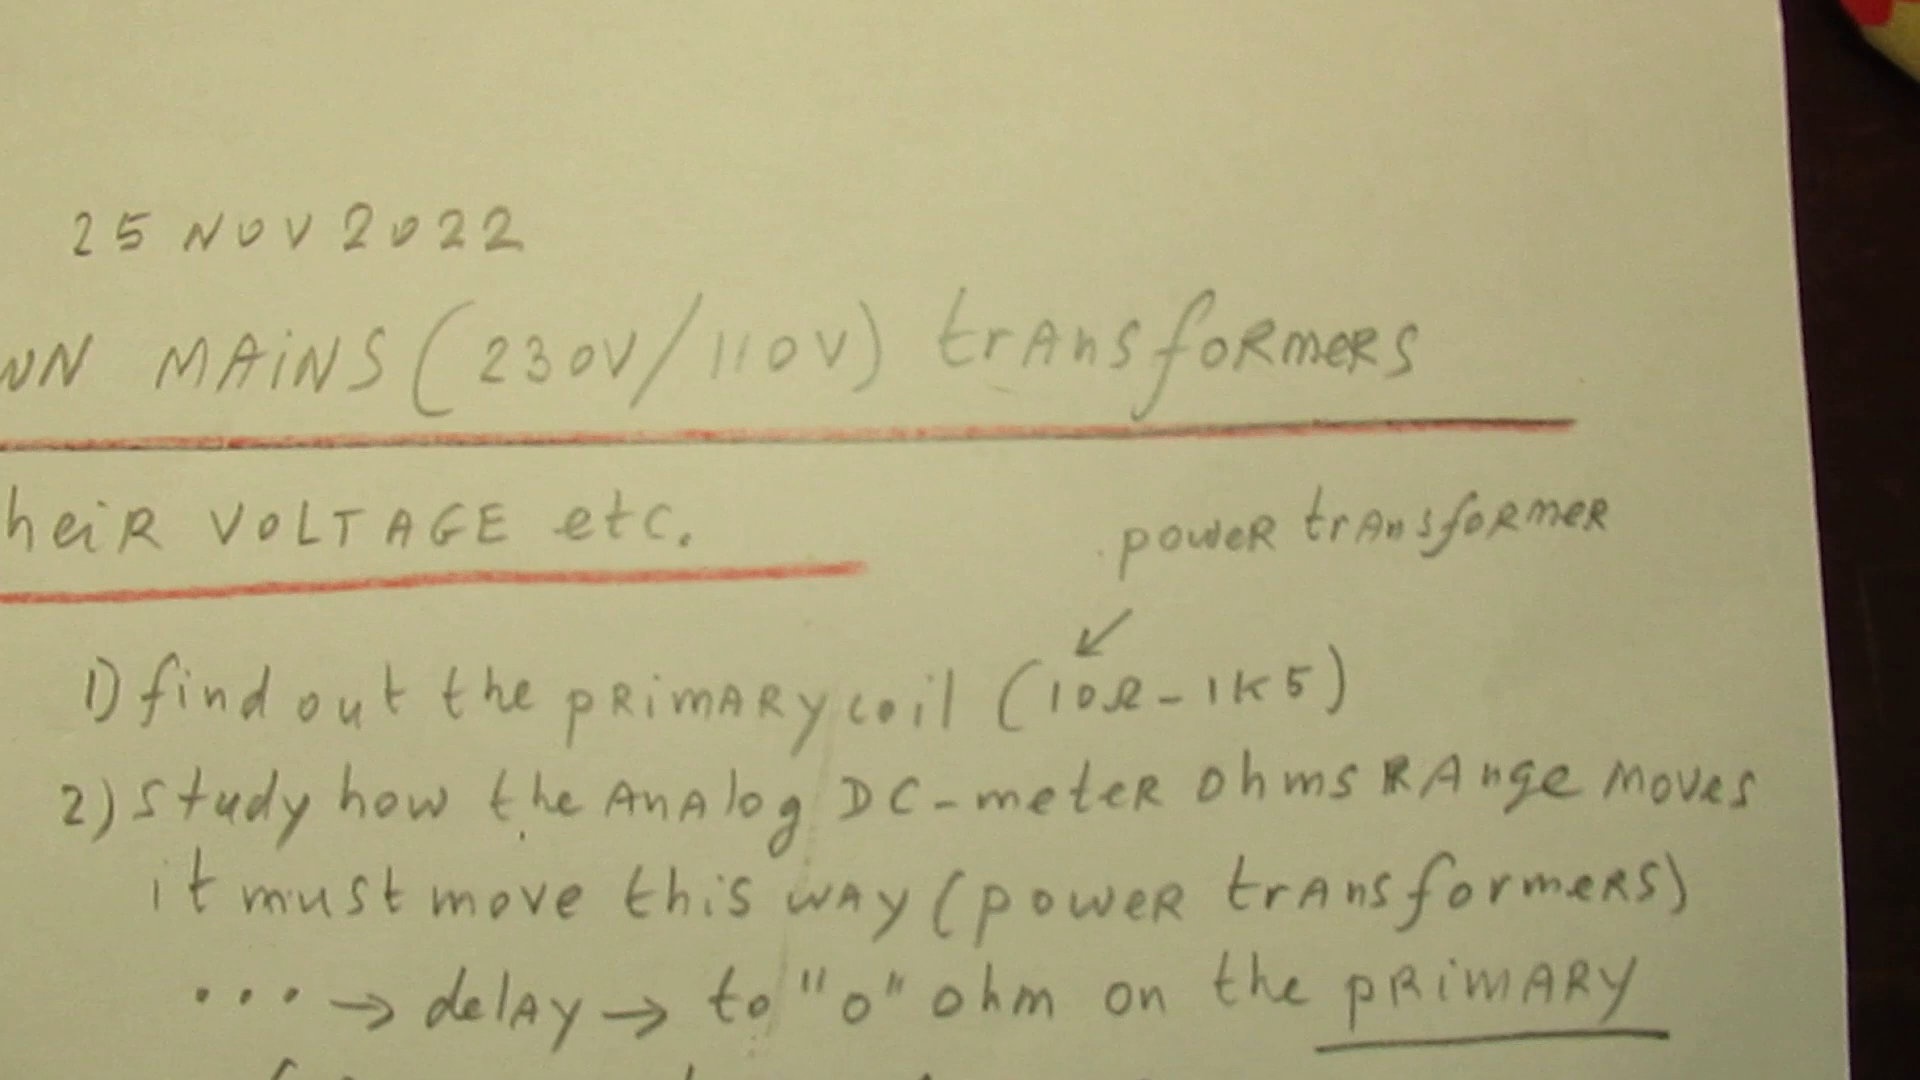 25 NOV 2022
WN MAiNS (230V/110V) trAnsfoRmeRS
heiR VOLTAGE etc.
poweR trAnsfoRmeR
↙
1) find out the pRimARy coil (10Ω - 1K5)
2) Study how the AnAlog DC-meteR ohms RAnge moves
it must move this wAy (poweR trAnsformeRS)
... → delAy → to "0" ohm on the pRiMARY